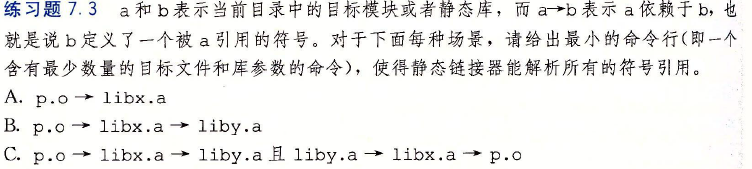 练习题 7.3 a 和 b 表示当前目录中的目标模块或者静态库，而 a→b 表示 a 依赖于 b，也
就是说 b 定义了一个被 a 引用的符号。对于下面每种场景，请给出最小的命令行(即一个
含有最少数量的目标文件和库参数的命令)，使得静态链接器能解析所有的符号引用。
A. p.o → libx.a
B. p.o → libx.a → liby.a
C. p.o → libx.a → liby.a 且 liby.a → libx.a → p.o